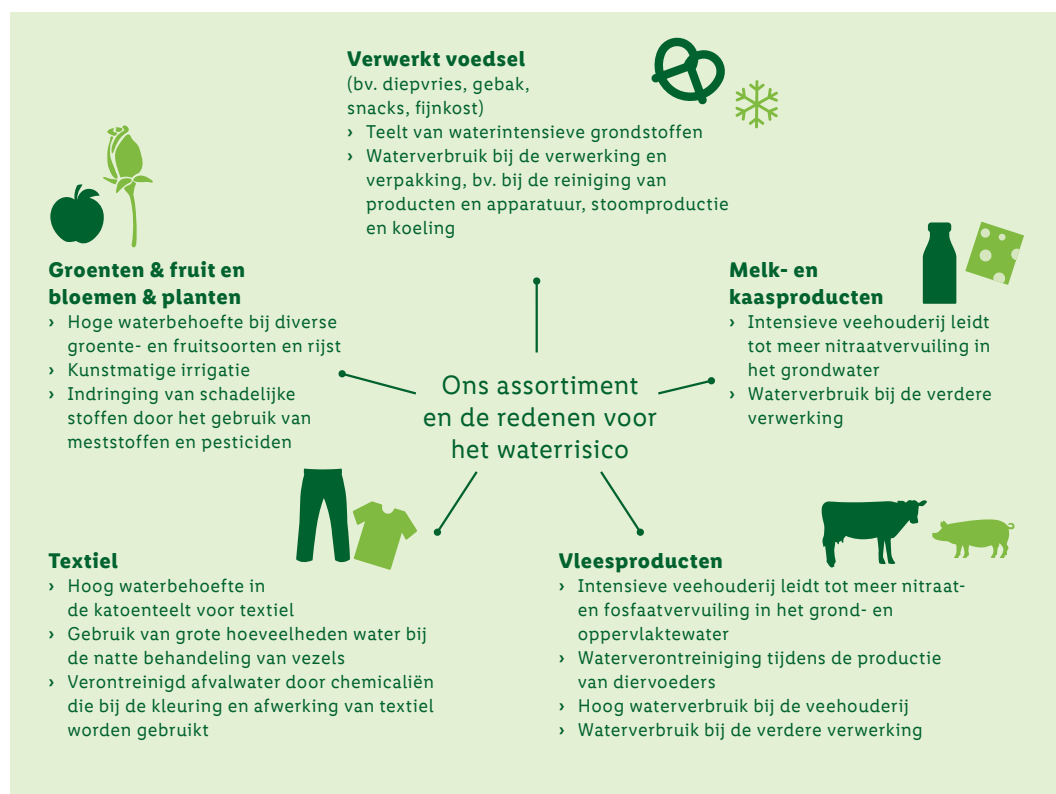 Verwerkt voedsel
(bv. diepvries, gebak,
snacks, fijnkost)
› Teelt van waterintensieve grondstoffen
› Waterverbruik bij de verwerking en
verpakking, bv. bij de reiniging van
producten en apparatuur, stoomproductie
en koeling
Groenten & fruit en
bloemen & planten
› Hoge waterbehoefte bij diverse
groente- en fruitsoorten en rijst
› Kunstmatige irrigatie
› Indringing van schadelijke
stoffen door het gebruik van
meststoffen en pesticiden
Melk- en
kaasproducten
› Intensieve veehouderij leidt
tot meer nitraatvervuiling in
het grondwater
› Waterverbruik bij de verdere
verwerking
Ons assortiment
en de redenen voor
het waterrisico
Textiel
› Hoog waterbehoefte in
de katoenteelt voor textiel
› Gebruik van grote hoeveelheden water bij
de natte behandeling van vezels
› Verontreinigd afvalwater door chemicaliën
die bij de kleuring en afwerking van textiel
worden gebruikt
Vleesproducten
› Intensieve veehouderij leidt tot meer nitraat-
en fosfaatvervuiling in het grond- en
oppervlaktewater
› Waterverontreiniging tijdens de productie
van diervoeders
› Hoog waterverbruik bij de veehouderij
› Waterverbruik bij de verdere verwerking